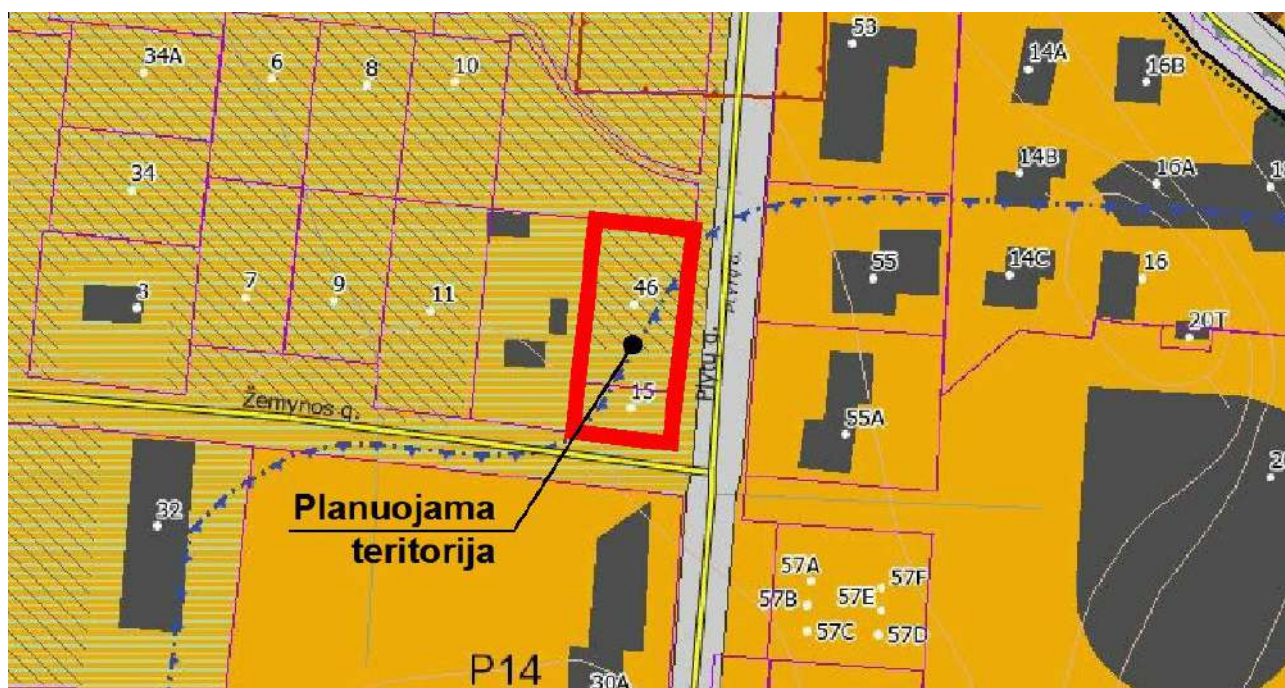 53
34A
6
8
10
14A
16B
34
14B
16A
3
7
9
11
46
55
14C
16
20T
Plytų g.
Žemynos g.
15
55A
32
Planuojama
teritorija
57A
57F
57B
57E
57C
57D
P14
30A